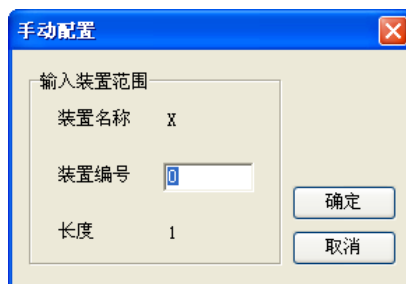 手动配置
输入装置范围
装置名称 X
装置编号 0
长度 1
确定
取消